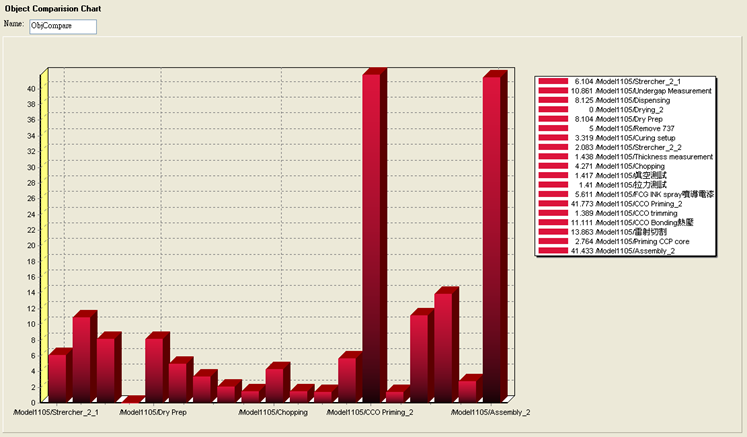 Object Comparision Chart
Name: ObjCompare
40
38
36
34
32
30
28
26
24
22
20
18
16
14
12
10
8
6
4
2
0
/Model1105/Strercher_2_1
/Model1105/Dry Prep
/Model1105/Chopping
/Model1105/CCO Priming_2
/Model1105/Assembly_2
6.104 /Model1105/Strercher_2_1
10.861 /Model1105/Undergap Measurement
8.125 /Model1105/Dispensing
0 /Model1105/Drying_2
8.104 /Model1105/Dry Prep
5 /Model1105/Remove 737
3.319 /Model1105/Curing setup
2.083 /Model1105/Strercher_2_2
1.438 /Model1105/Thickness measurement
4.271 /Model1105/Chopping
1.417 /Model1105/真空測試
1.41 /Model1105/拉力測試
5.611 /Model1105/FCG INK spray噴導電漆
41.773 /Model1105/CCO Priming_2
1.389 /Model1105/CCO trimming
11.111 /Model1105/CCO Bonding熱壓
13.863 /Model1105/雷射切割
2.764 /Model1105/Priming CCP core
41.433 /Model1105/Assembly_2